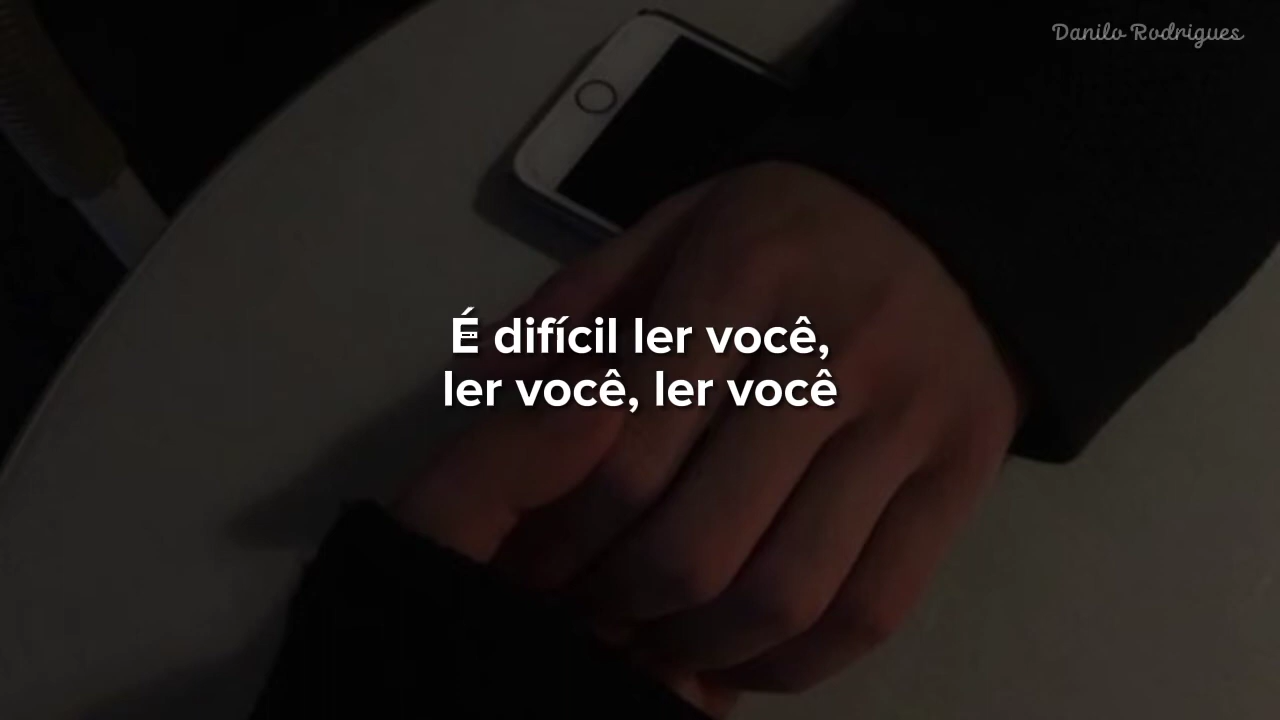 Danilo Rodrigues
É difícil ler você,
ler você, ler você